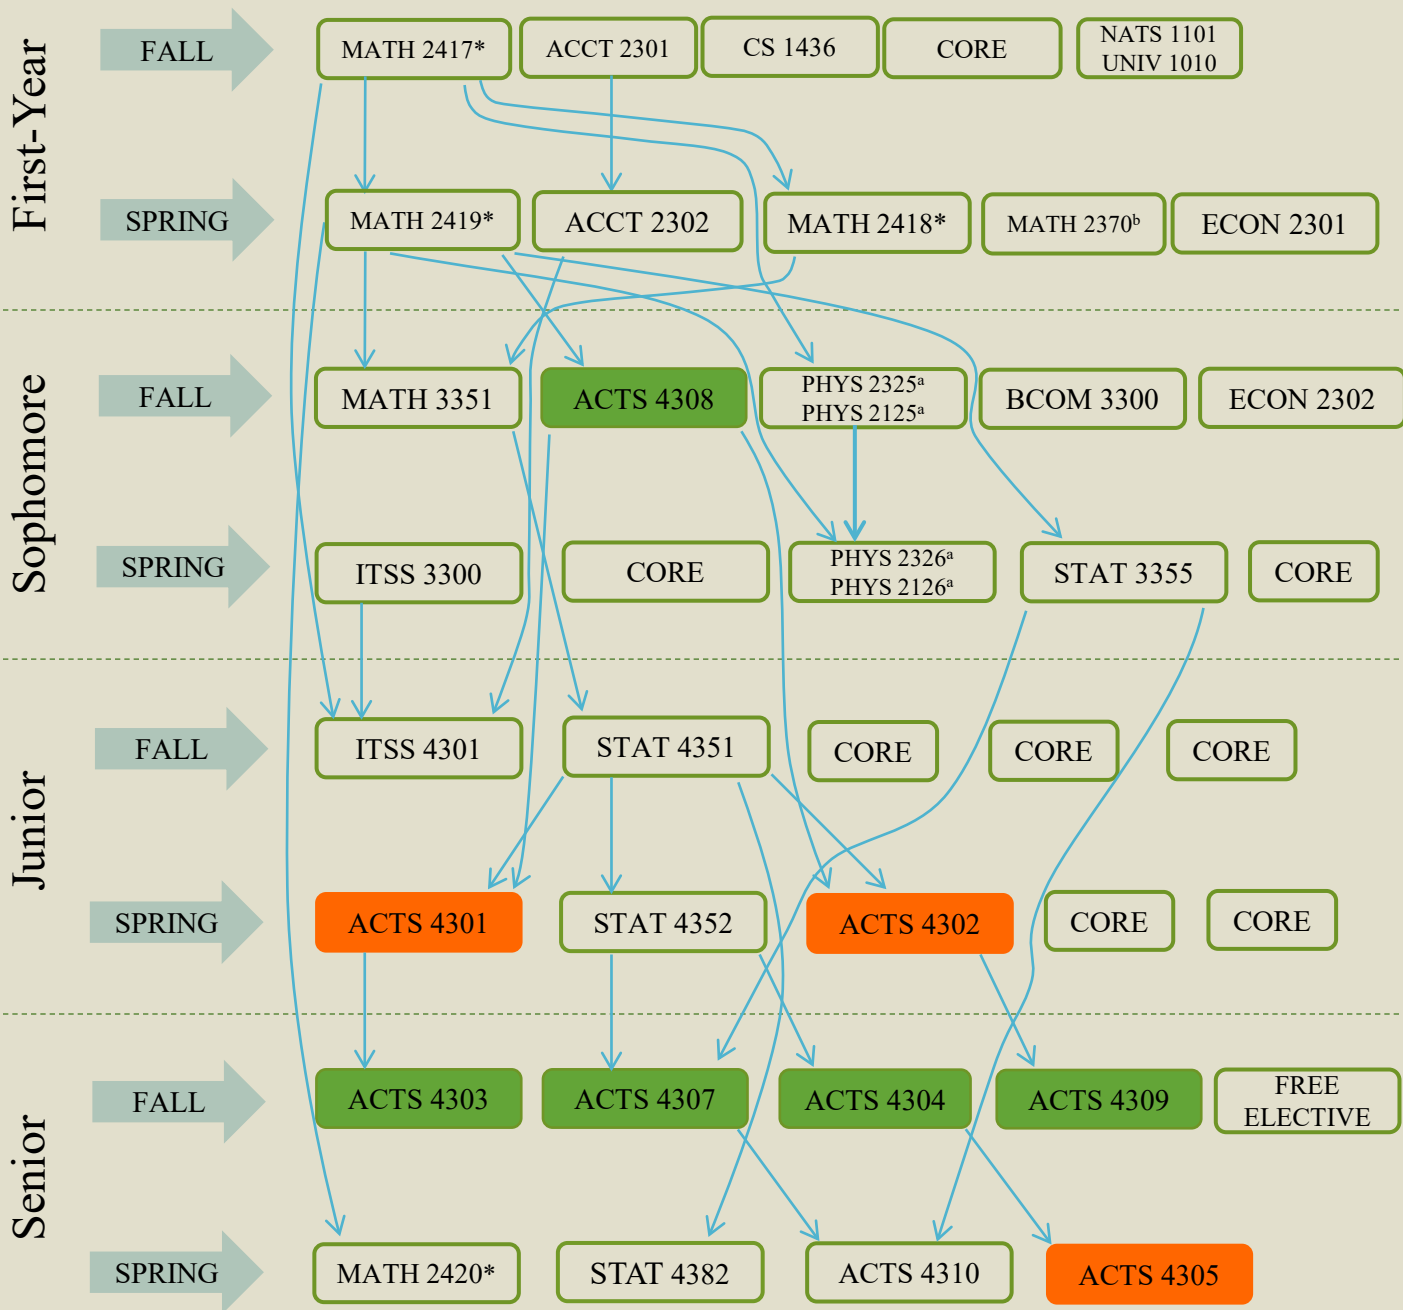 First-Year
FALL
MATH 2417*
ACCT 2301
CS 1436
CORE
NATS 1101
UNIV 1010
SPRING
MATH 2419*
ACCT 2302
MATH 2418*
MATH 2370ᵇ
ECON 2301
Sophomore
FALL
MATH 3351
ACTS 4308
PHYS 2325ᵃ
PHYS 2125ᵃ
BCOM 3300
ECON 2302
SPRING
ITSS 3300
CORE
PHYS 2326ᵃ
PHYS 2126ᵃ
STAT 3355
CORE
Junior
FALL
ITSS 4301
STAT 4351
CORE
CORE
CORE
SPRING
ACTS 4301
STAT 4352
ACTS 4302
CORE
CORE
Senior
FALL
ACTS 4303
ACTS 4307
ACTS 4304
ACTS 4309
FREE
ELECTIVE
SPRING
MATH 2420*
STAT 4382
ACTS 4310
ACTS 4305